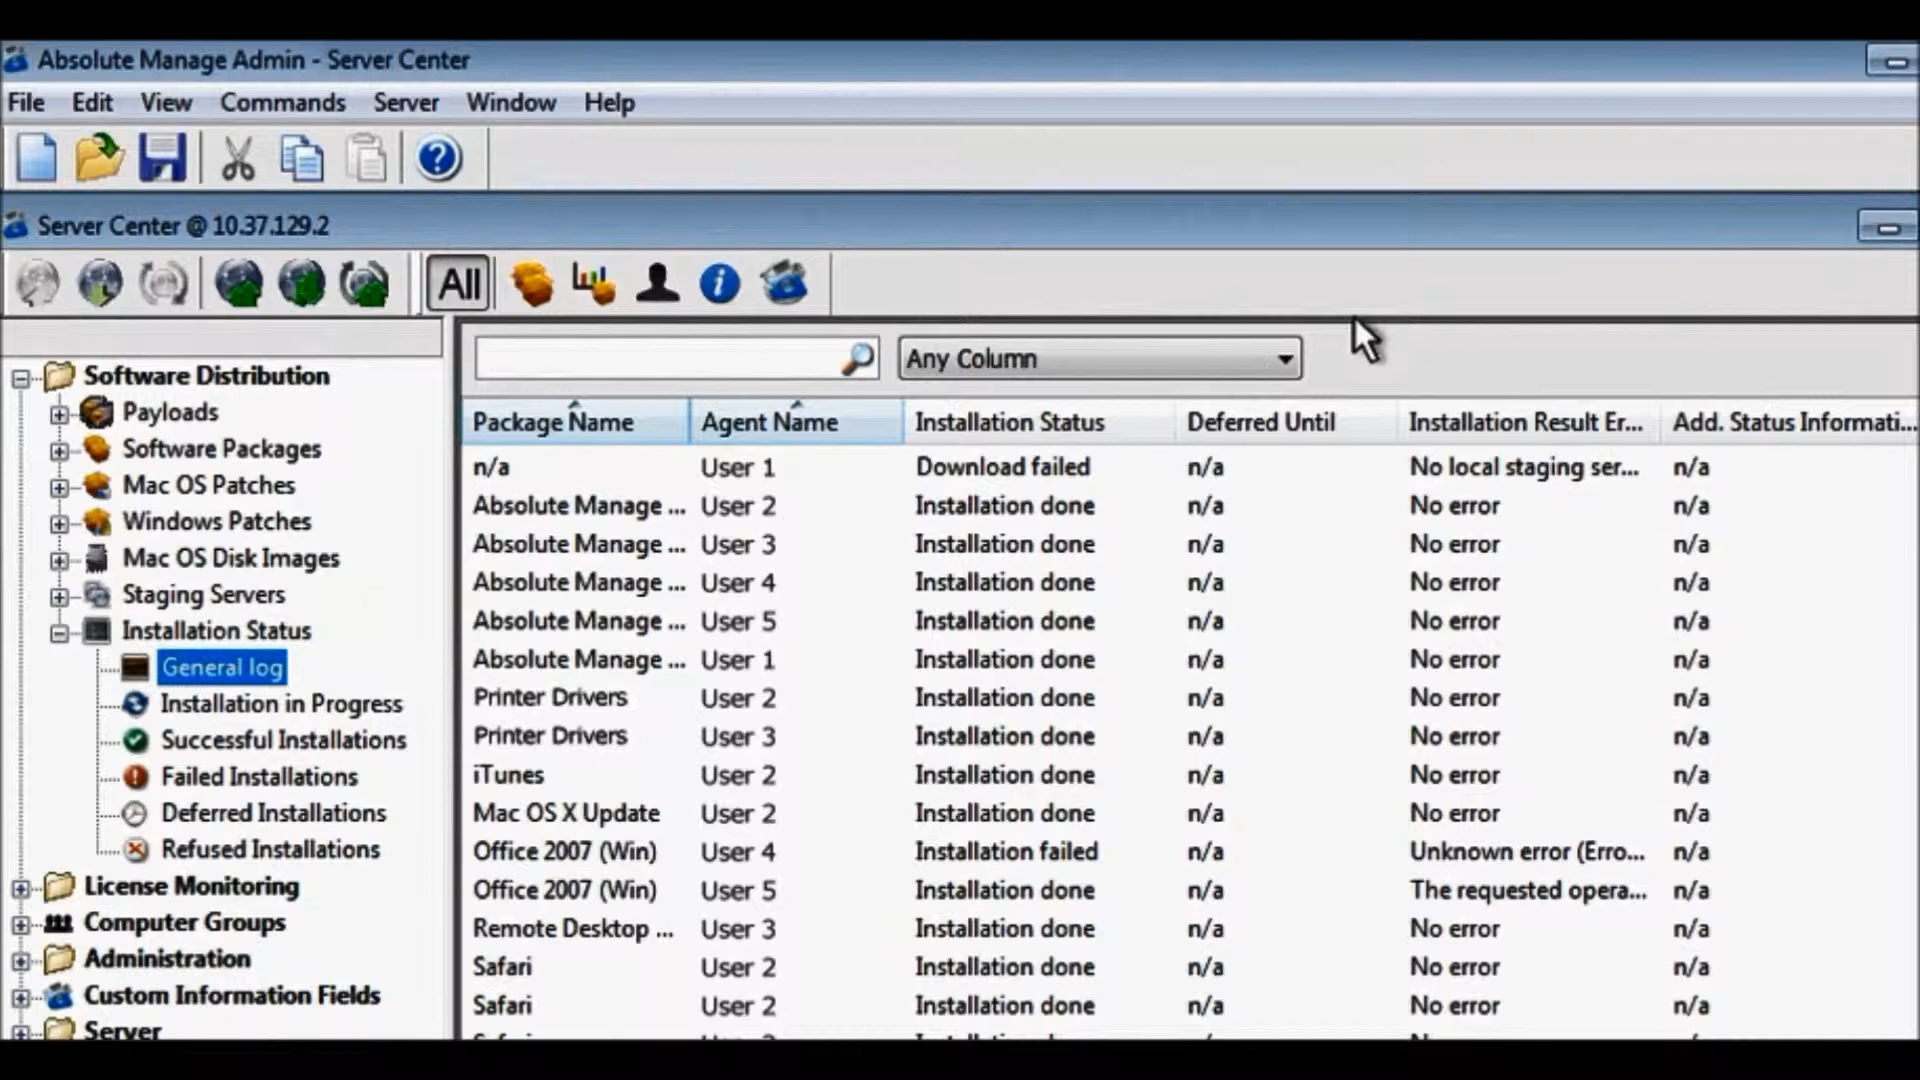 Absolute Manage Admin - Server Center
File Edit View Commands Server Window Help
Server Center @ 10.37.129.2
All
Any Column
Package Name Agent Name Installation Status Deferred Until Installation Result Er... Add. Status Informati...
Software Distribution
Payloads
Software Packages
Mac OS Patches
Windows Patches
Mac OS Disk Images
Staging Servers
Installation Status
General log
Installation in Progress
Successful Installations
Failed Installations
Deferred Installations
Refused Installations
License Monitoring
Computer Groups
Administration
Custom Information Fields
Server
n/a User 1 Download failed n/a No local staging ser... n/a
Absolute Manage ... User 2 Installation done n/a No error n/a
Absolute Manage ... User 3 Installation done n/a No error n/a
Absolute Manage ... User 4 Installation done n/a No error n/a
Absolute Manage ... User 5 Installation done n/a No error n/a
Absolute Manage ... User 1 Installation done n/a No error n/a
Printer Drivers User 2 Installation done n/a No error n/a
Printer Drivers User 3 Installation done n/a No error n/a
iTunes User 2 Installation done n/a No error n/a
Mac OS X Update User 2 Installation done n/a No error n/a
Office 2007 (Win) User 4 Installation failed n/a Unknown error (Erro... n/a
Office 2007 (Win) User 5 Installation done n/a The requested opera... n/a
Remote Desktop ... User 3 Installation done n/a No error n/a
Safari User 2 Installation done n/a No error n/a
Safari User 2 Installation done n/a No error n/a